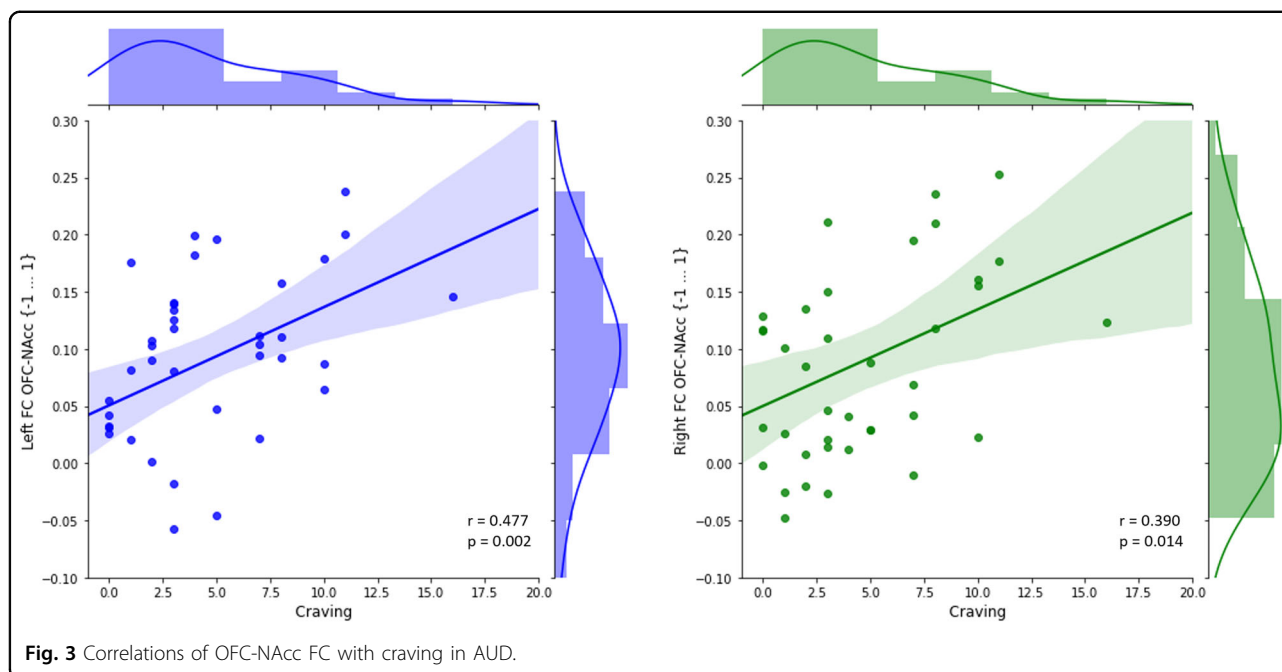 0.30
0.25
0.20
0.15
0.10
0.05
0.00
−0.05
−0.10
Left FC OFC-NAcc {-1 ... 1}
r = 0.477
p = 0.002
0.0 2.5 5.0 7.5 10.0 12.5 15.0 17.5 20.0
Craving
0.30
0.25
0.20
0.15
0.10
0.05
0.00
−0.05
−0.10
Right FC OFC-NAcc {-1 ... 1}
r = 0.390
p = 0.014
0.0 2.5 5.0 7.5 10.0 12.5 15.0 17.5 20.0
Craving
Fig. 3 Correlations of OFC-NAcc FC with craving in AUD.